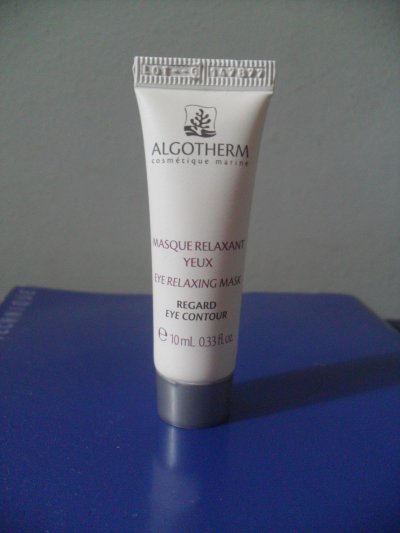 ALGOTHERM
cosmétique marine
MASQUE RELAXANT
YEUX
EYE RELAXING MASK
REGARD
EYE CONTOUR
e 10 mL 0.33 fl. oz.